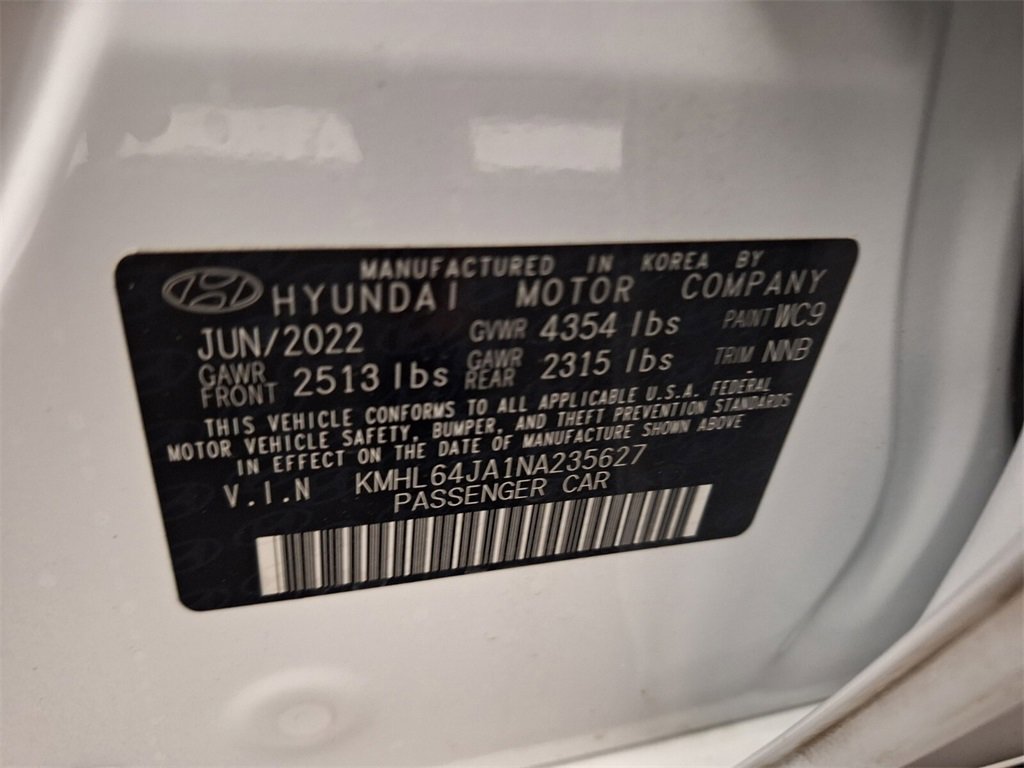 MANUFACTURED IN KOREA BY
HYUNDAI MOTOR COMPANY
JUN/2022 GVWR 4354 lbs PAINT WC9
GAWR FRONT 2513 lbs GAWR REAR 2315 lbs TRIM NNB
THIS VEHICLE CONFORMS TO ALL APPLICABLE U.S.A. FEDERAL
MOTOR VEHICLE SAFETY, BUMPER, AND THEFT PREVENTION STANDARDS
IN EFFECT ON THE DATE OF MANUFACTURE SHOWN ABOVE
V.I.N KMHL64JA1NA235627
PASSENGER CAR